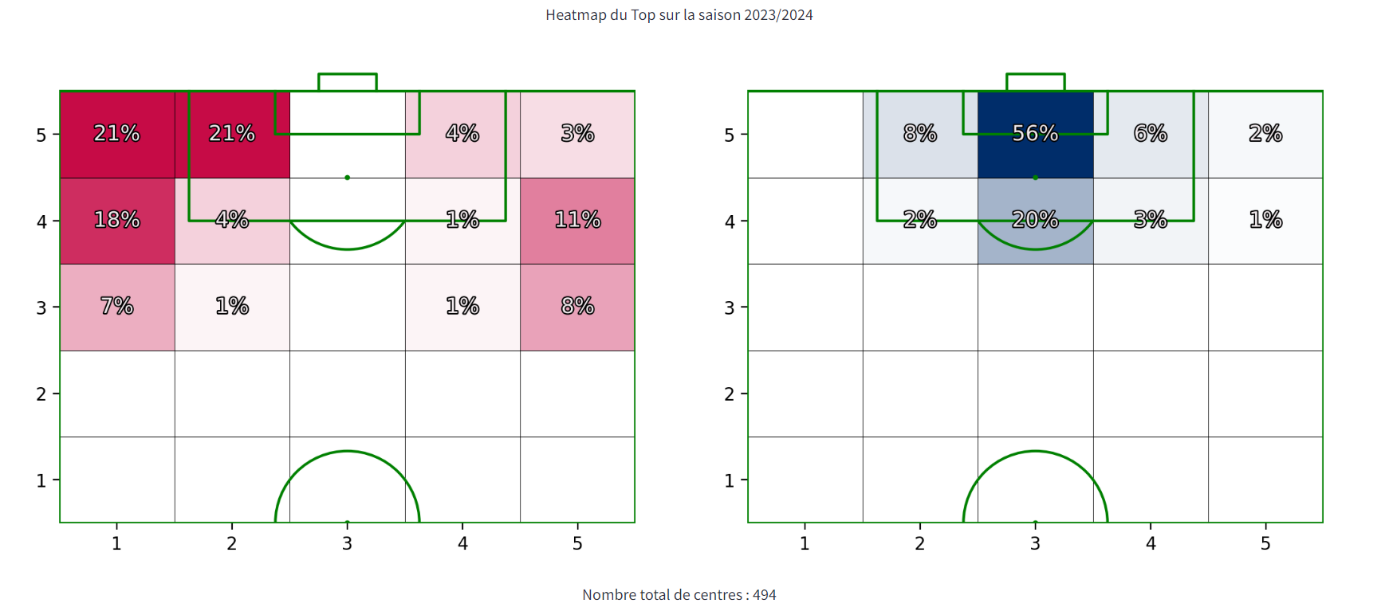 Heatmap du Top sur la saison 2023/2024
5 21% 21% 4% 3%
4 18% 4% 1% 11%
3 7% 1% 1% 8%
2
1
1 2 3 4 5
5 8% 56% 6% 2%
4 2% 20% 3% 1%
3
2
1
1 2 3 4 5
Nombre total de centres : 494